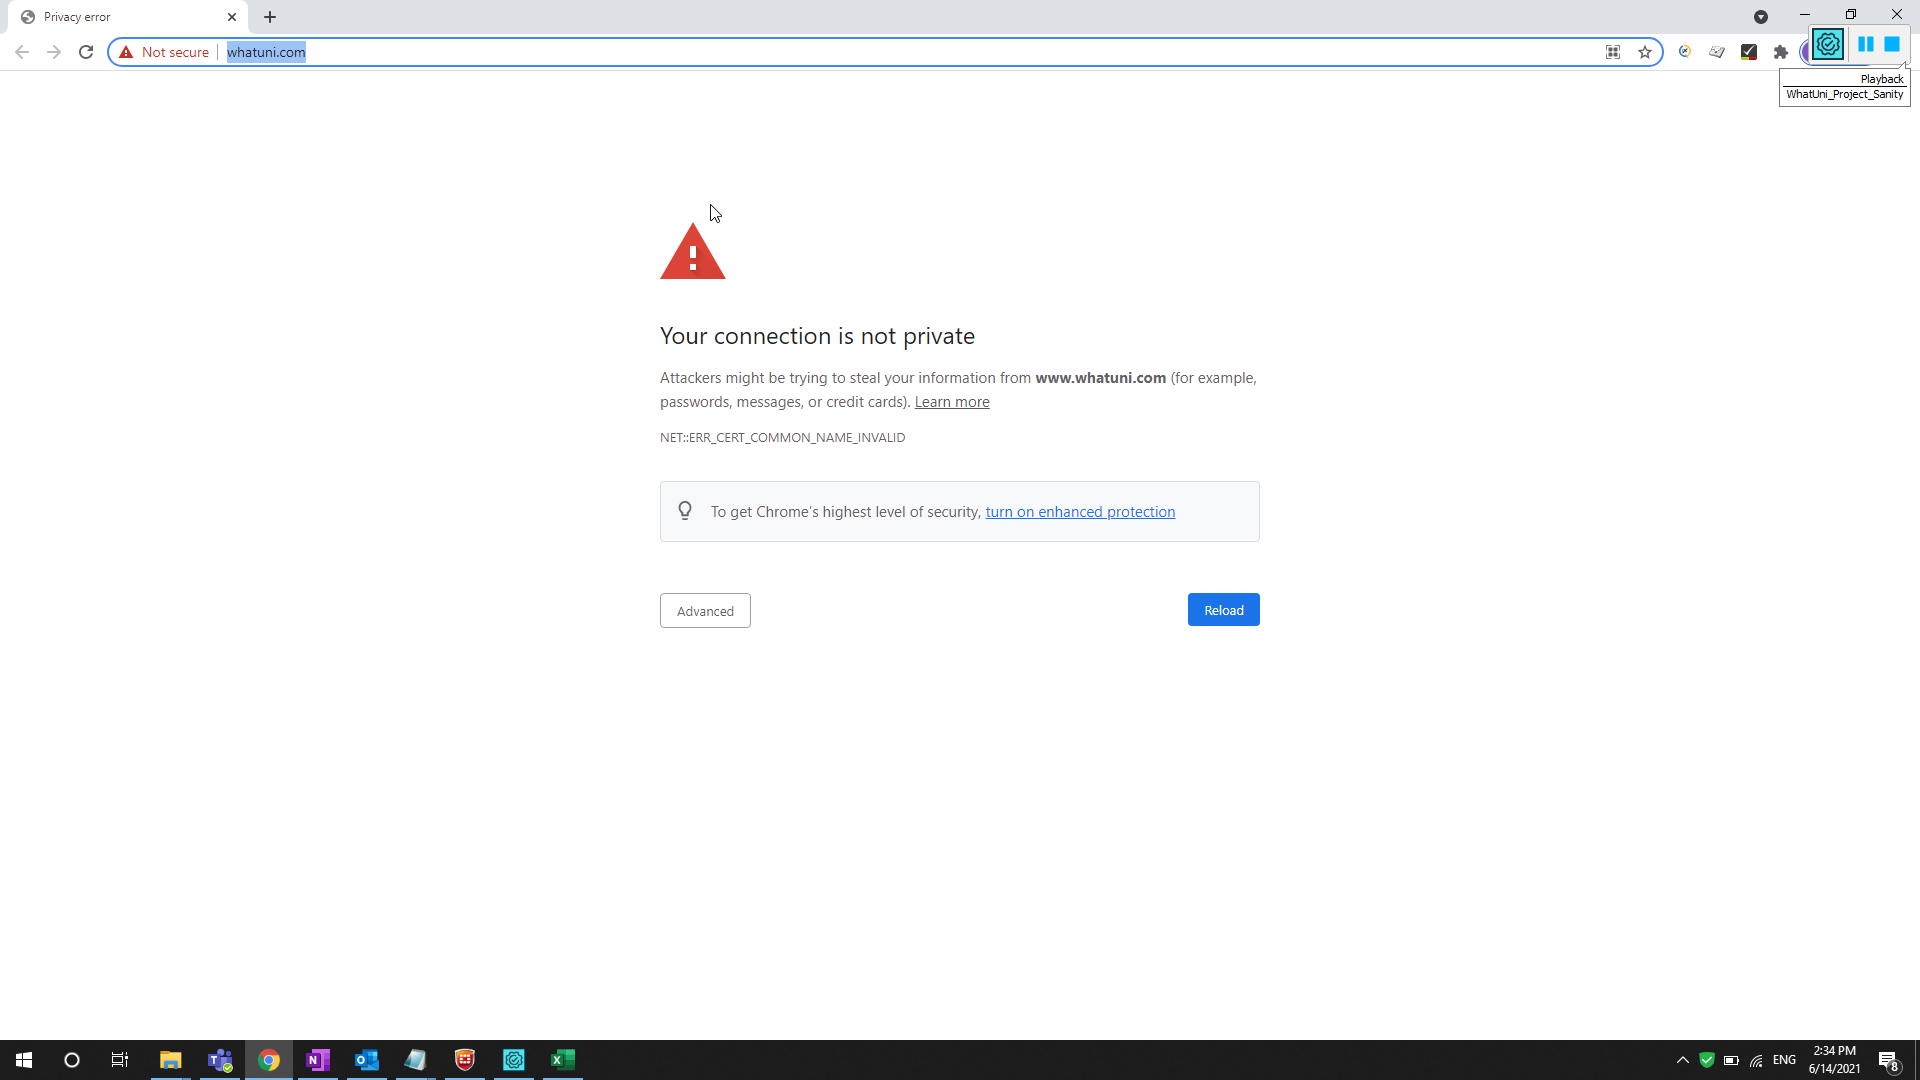 Privacy error
Not secure
whatuni.com
Playback
WhatUni_Project_Sanity
Your connection is not private
Attackers might be trying to steal your information from www.whatuni.com (for example,
passwords, messages, or credit cards). Learn more
NET::ERR_CERT_COMMON_NAME_INVALID
To get Chrome's highest level of security, turn on enhanced protection
Advanced
Reload
ENG
2:34 PM
6/14/2021
8